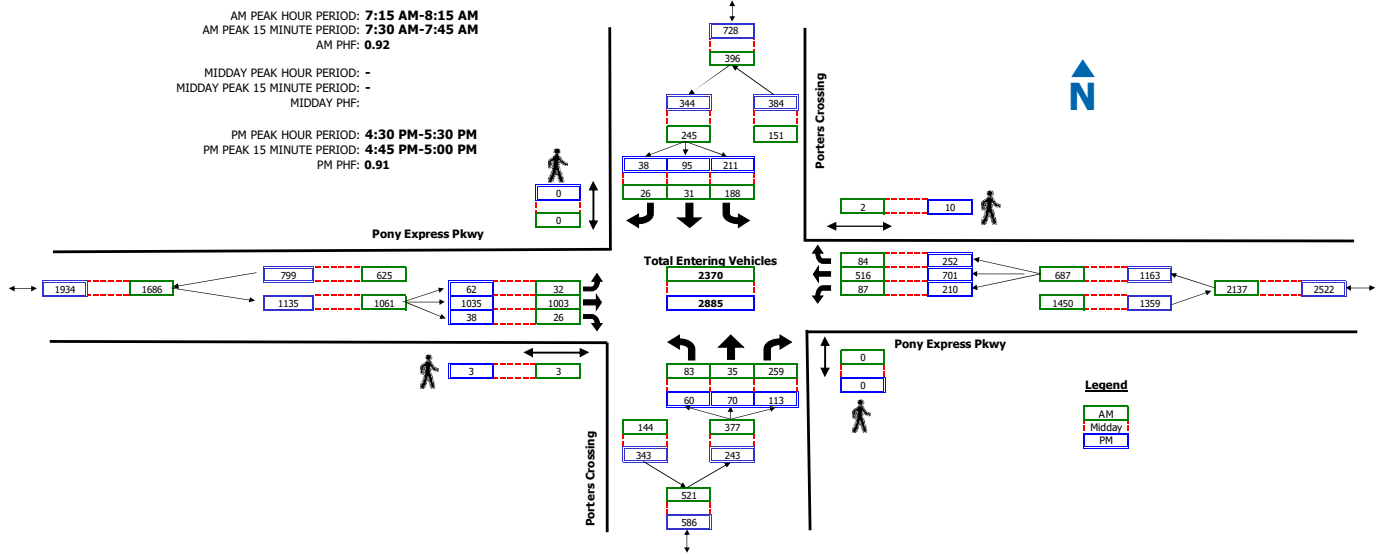 AM PEAK HOUR PERIOD: 7:15 AM-8:15 AM
AM PEAK 15 MINUTE PERIOD: 7:30 AM-7:45 AM
AM PHF: 0.92
MIDDAY PEAK HOUR PERIOD: -
MIDDAY PEAK 15 MINUTE PERIOD: -
MIDDAY PHF:
PM PEAK HOUR PERIOD: 4:30 PM-5:30 PM
PM PEAK 15 MINUTE PERIOD: 4:45 PM-5:00 PM
PM PHF: 0.91
728
396
344 384
245 151
38 95 211
26 31 188
Porters Crossing
N
0
0
2 10
Pony Express Pkwy
Total Entering Vehicles
2370
2885
1934 1686
799 625
1135 1061
62 32
1035 1003
38 26
84 252
516 701
87 210
687 1163
1450 1359
2137 2522
Pony Express Pkwy
3 3
83 35 259
60 70 113
0
0
144 377
343 243
521
586
Porters Crossing
Legend
AM
Midday
PM